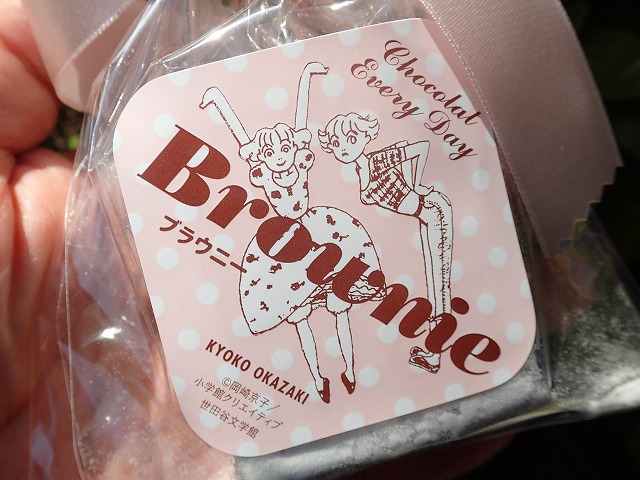 Chocolat
Every Day
Brownie
ブラウニー
KYOKO OKAZAKI
©岡崎京子／
小学館クリエイティブ
世田谷文学館